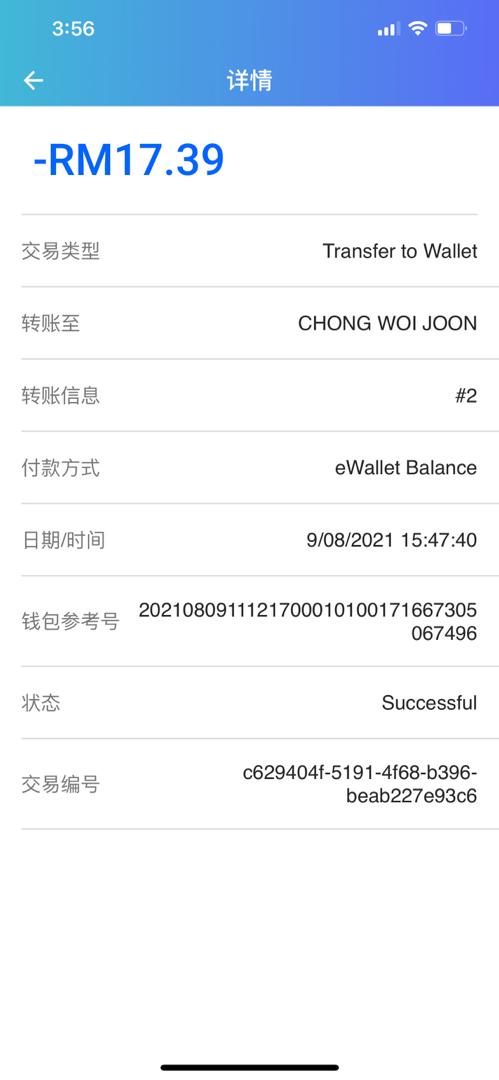 3:56
详情
-RM17.39
交易类型 Transfer to Wallet
转账至 CHONG WOI JOON
转账信息 #2
付款方式 eWallet Balance
日期/时间 9/08/2021 15:47:40
钱包参考号 2021080911121700010100171667305
067496
状态 Successful
交易编号 c629404f-5191-4f68-b396-
beab227e93c6